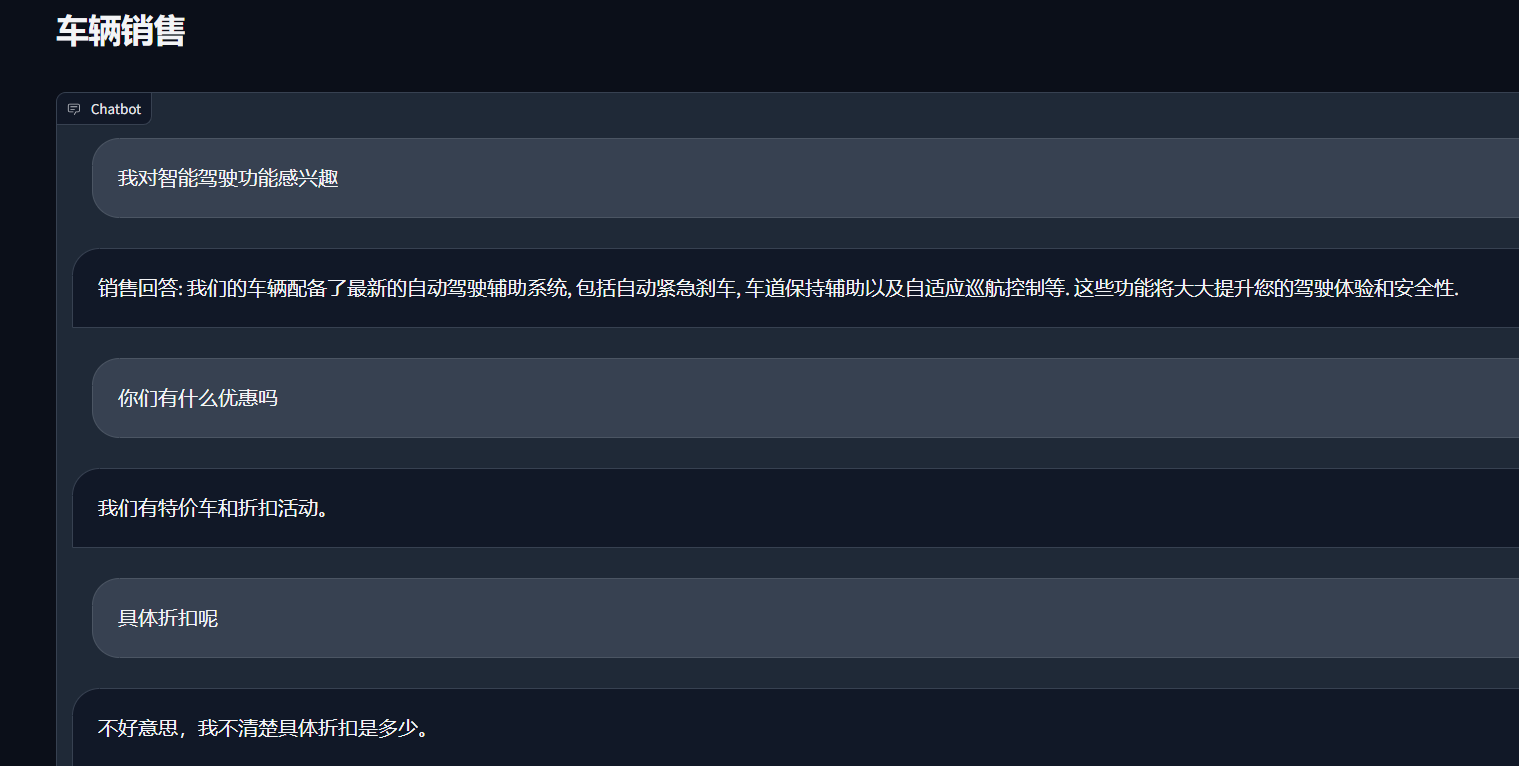 车辆销售
Chatbot
我对智能驾驶功能感兴趣
销售回答: 我们的车辆配备了最新的自动驾驶辅助系统, 包括自动紧急刹车, 车道保持辅助以及自适应巡航控制等. 这些功能将大大提升您的驾驶体验和安全性.
你们有什么优惠吗
我们有特价车和折扣活动。
具体折扣呢
不好意思，我不清楚具体折扣是多少。